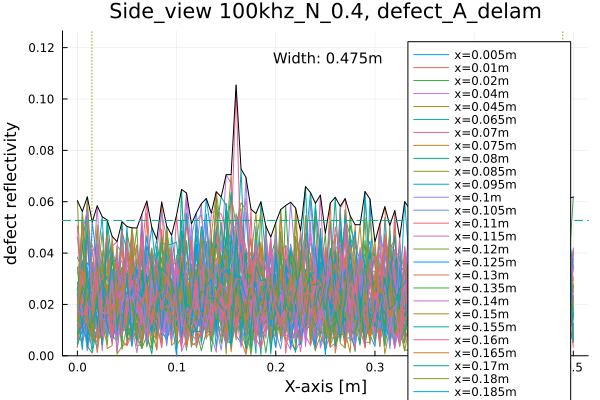 Side_view 100khz_N_0.4, defect_A_delam
0.12
0.10
0.08
0.06
0.04
0.02
0.00
defect reflectivity
Width: 0.475m
x=0.005m
x=0.01m
x=0.02m
x=0.04m
x=0.045m
x=0.065m
x=0.07m
x=0.075m
x=0.08m
x=0.085m
x=0.095m
x=0.1m
x=0.105m
x=0.11m
x=0.115m
x=0.12m
x=0.125m
x=0.13m
x=0.135m
x=0.14m
x=0.15m
x=0.155m
x=0.16m
x=0.165m
x=0.17m
x=0.18m
x=0.185m
0.0 0.1 0.2 0.3 .5
X-axis [m]